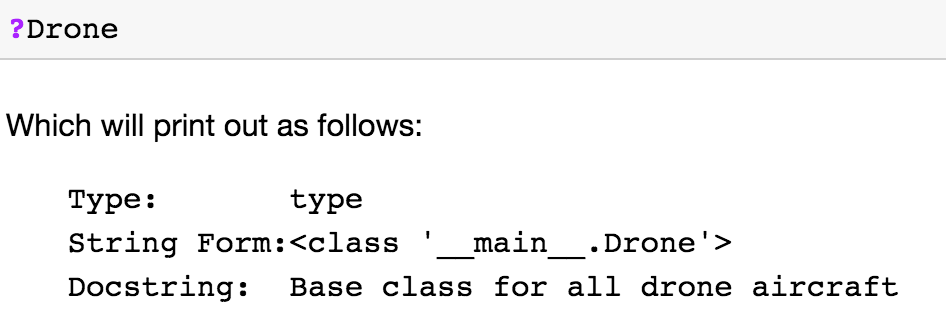 ?Drone
Which will print out as follows:
Type:       type
String Form:<class '__main__.Drone'>
Docstring:  Base class for all drone aircraft